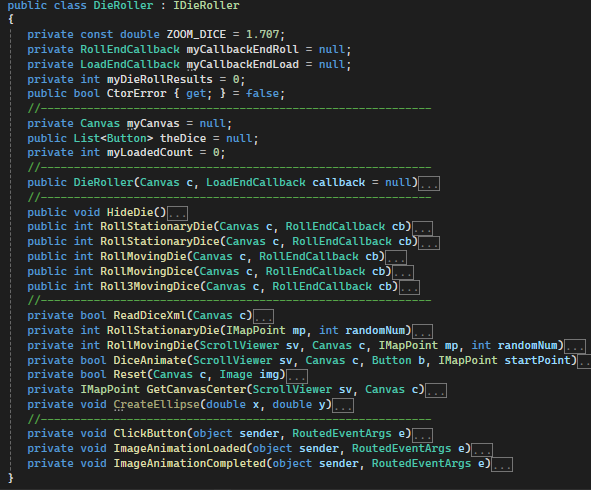 public class DieRoller : IDieRoller
{
private const double ZOOM_DICE = 1.707;
private RollEndCallback myCallbackEndRoll = null;
private LoadEndCallback myCallbackEndLoad = null;
private int myDieRollResults = 0;
public bool CtorError { get; } = false;
//-----------------------------------------------------------
private Canvas myCanvas = null;
public List<Button> theDice = null;
private int myLoadedCount = 0;
//-----------------------------------------------------------
public DieRoller(Canvas c, LoadEndCallback callback = null)...
//-----------------------------------------------------------
public void HideDie()...
public int RollStationaryDie(Canvas c, RollEndCallback cb)...
public int RollStationaryDice(Canvas c, RollEndCallback cb)...
public int RollMovingDie(Canvas c, RollEndCallback cb)...
public int RollMovingDice(Canvas c, RollEndCallback cb)...
public int Roll3MovingDice(Canvas c, RollEndCallback cb)...
//-----------------------------------------------------------
private bool ReadDiceXml(Canvas c)...
private int RollStationaryDie(IMapPoint mp, int randomNum)...
private int RollMovingDie(ScrollViewer sv, Canvas c, IMapPoint mp, int randomNum)...
private bool DiceAnimate(ScrollViewer sv, Canvas c, Button b, IMapPoint startPoint)...
private bool Reset(Canvas c, Image img)...
private IMapPoint GetCanvasCenter(ScrollViewer sv, Canvas c)...
private void CreateEllipse(double x, double y)...
//-----------------------------------------------------------
private void ClickButton(object sender, RoutedEventArgs e)...
private void ImageAnimationLoaded(object sender, RoutedEventArgs e)...
private void ImageAnimationCompleted(object sender, RoutedEventArgs e)...
}